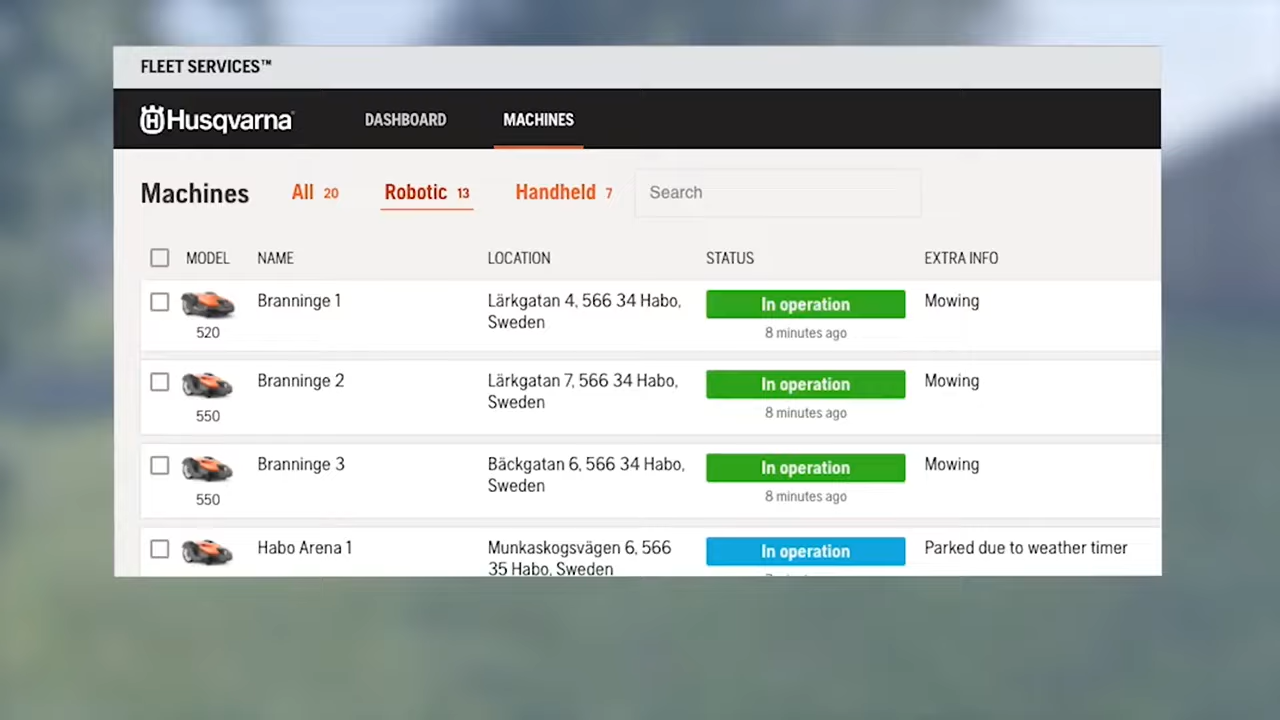 FLEET SERVICES™
Husqvarna
DASHBOARD
MACHINES
Machines
All 20
Robotic 13
Handheld 7
Search
MODEL
NAME
LOCATION
STATUS
EXTRA INFO
520
Branninge 1
Lärkgatan 4, 566 34 Habo,
Sweden
In operation
8 minutes ago
Mowing
550
Branninge 2
Lärkgatan 7, 566 34 Habo,
Sweden
In operation
8 minutes ago
Mowing
550
Branninge 3
Bäckgatan 6, 566 34 Habo,
Sweden
In operation
8 minutes ago
Mowing
Habo Arena 1
Munkaskogsvägen 6, 566
35 Habo, Sweden
In operation
Parked due to weather timer